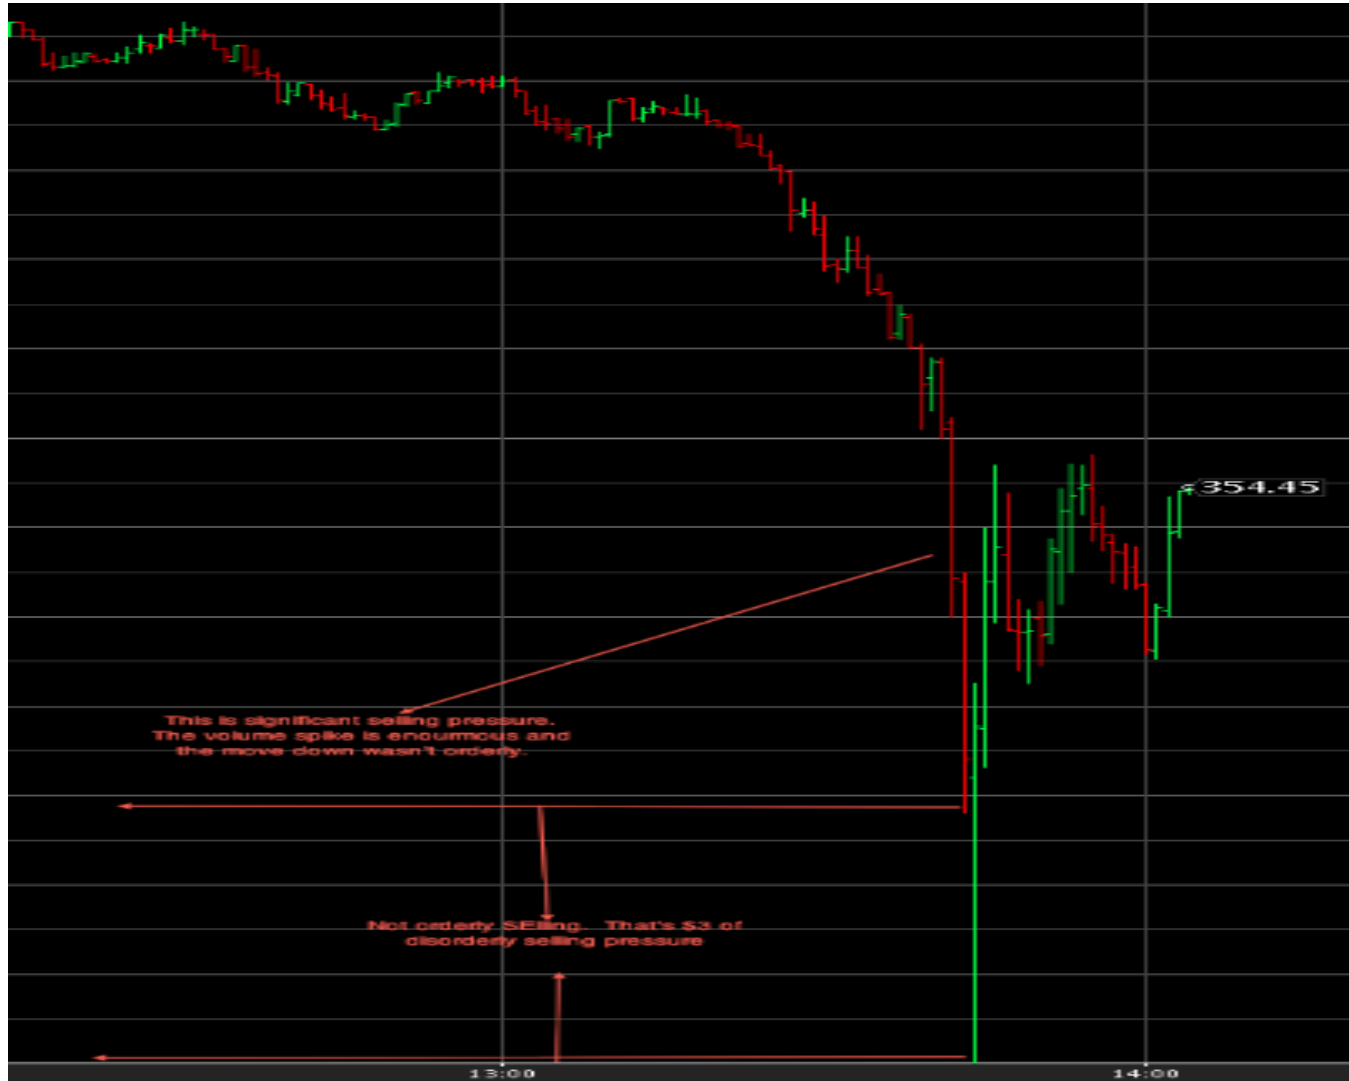 354.45
This is significant selling pressure.
The volume spike is enourmous and
the move down wasn't orderly.
Not orderly SElling.  That's $3 of
disorderly selling pressure
13:00
14:00